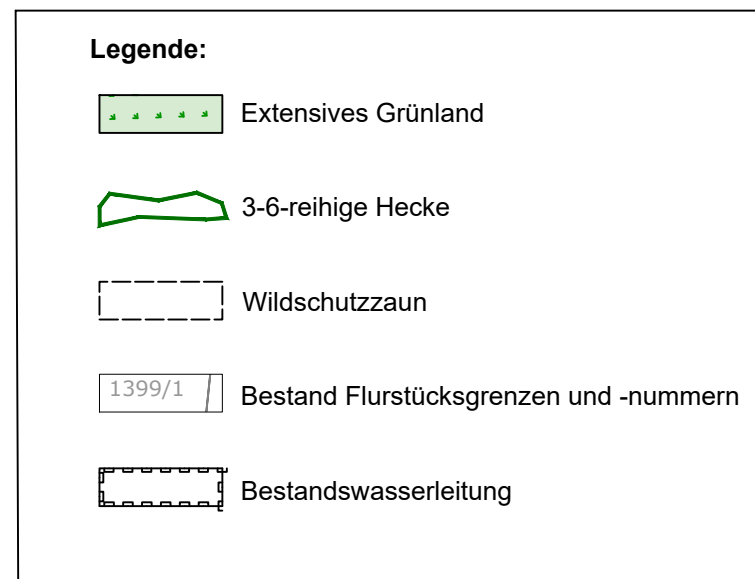 Legende:
Extensives Grünland
3-6-reihige Hecke
Wildschutzzaun
1399/1 Bestand Flurstücksgrenzen und -nummern
Bestandswasserleitung